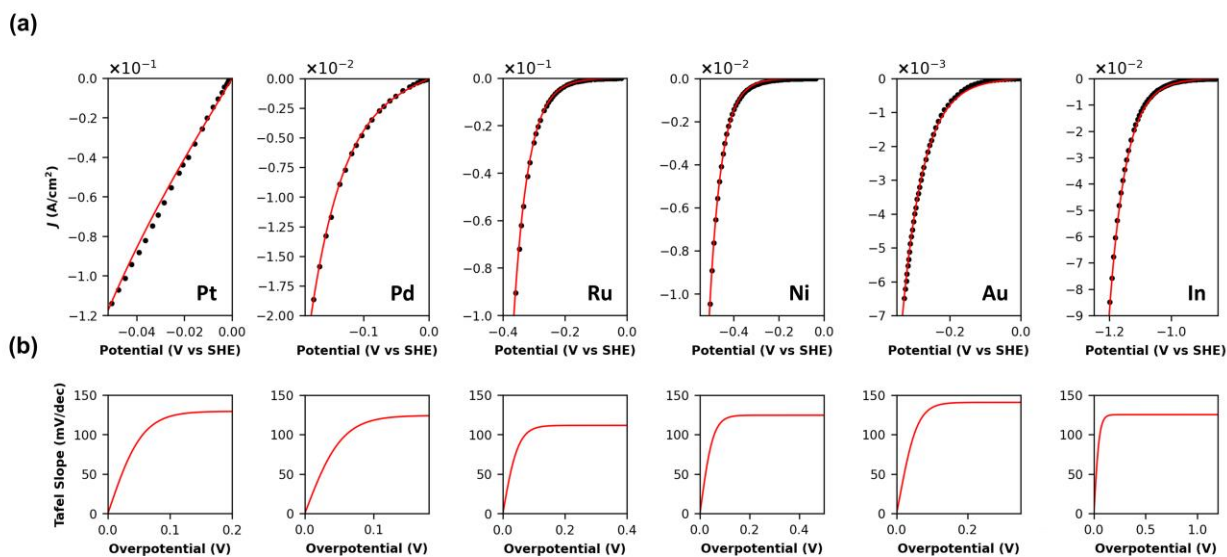 (a)
×10⁻¹ ×10⁻² ×10⁻¹ ×10⁻² ×10⁻³ ×10⁻²
J (A/cm²)
0.0 −0.2 −0.4 −0.6 −0.8 −1.0 −1.2
−0.04 −0.02 0.00
Pt
Potential (V vs SHE)
0.00 −0.25 −0.50 −0.75 −1.00 −1.25 −1.50 −1.75 −2.00
−0.1 0.0
Pd
Potential (V vs SHE)
0.0 −0.2 −0.4 −0.6 −0.8 −1.0
−0.4 −0.2 0.0
Ru
Potential (V vs SHE)
0.0 −0.2 −0.4 −0.6 −0.8 −1.0
−0.4 −0.2 0.0
Ni
Potential (V vs SHE)
0 −1 −2 −3 −4 −5 −6 −7
−0.2 0.0
Au
Potential (V vs SHE)
0 −1 −2 −3 −4 −5 −6 −7 −8 −9
−1.2 −1.0
In
Potential (V vs SHE)
(b)
Tafel Slope (mV/dec)
150 100 50 0
0.0 0.1 0.2
Overpotential (V)
150 100 50 0
0.0 0.1
Overpotential (V)
150 100 50 0
0.0 0.2 0.4
Overpotential (V)
150 100 50 0
0.0 0.2 0.4
Overpotential (V)
150 100 50 0
0.0 0.2
Overpotential (V)
150 100 50 0
0.0 0.5 1.0
Overpotential (V)